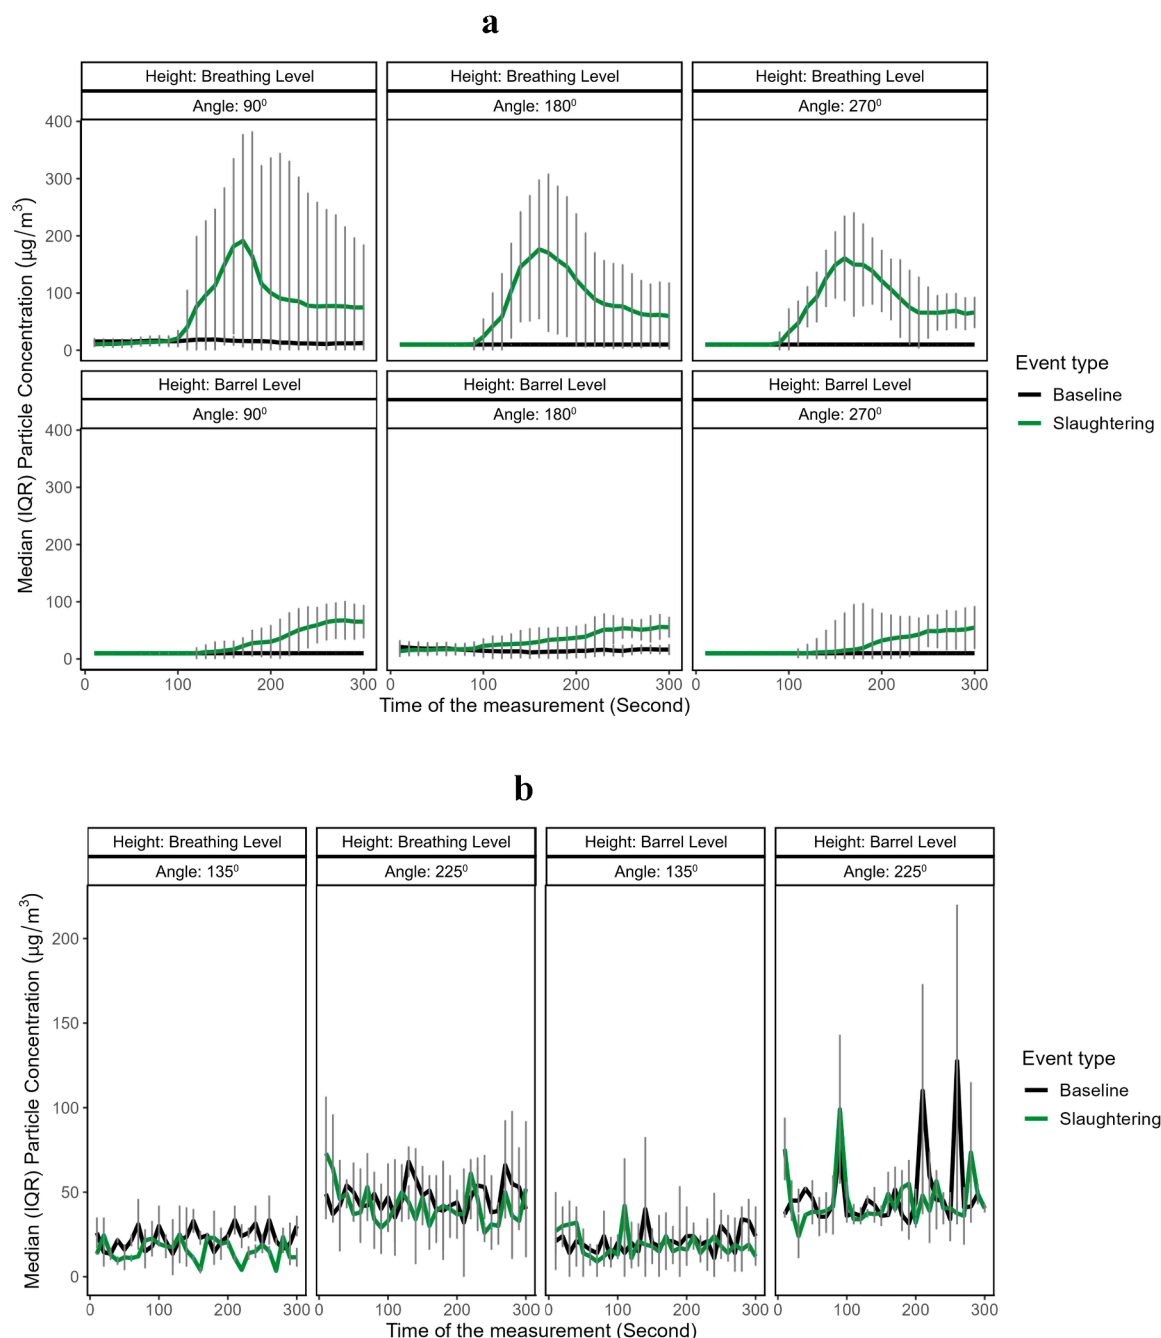 a
Height: Breathing Level
Height: Breathing Level
Height: Breathing Level
Angle: 90⁰
Angle: 180⁰
Angle: 270⁰
400
300
200
100
0
Height: Barrel Level
Height: Barrel Level
Height: Barrel Level
Angle: 90⁰
Angle: 180⁰
Angle: 270⁰
400
300
200
100
0
0 100 200 300
0 100 200 300
0 100 200 300
Time of the measurement (Second)
Median (IQR) Particle Concentration (μg/m³)
Event type
Baseline
Slaughtering
b
Height: Breathing Level
Height: Breathing Level
Height: Barrel Level
Height: Barrel Level
Angle: 135⁰
Angle: 225⁰
Angle: 135⁰
Angle: 225⁰
200
150
100
50
0
0 100 200 300
0 100 200 300
0 100 200 300
0 100 200 300
Time of the measurement (Second)
Median (IQR) Particle Concentration (μg/m³)
Event type
Baseline
Slaughtering